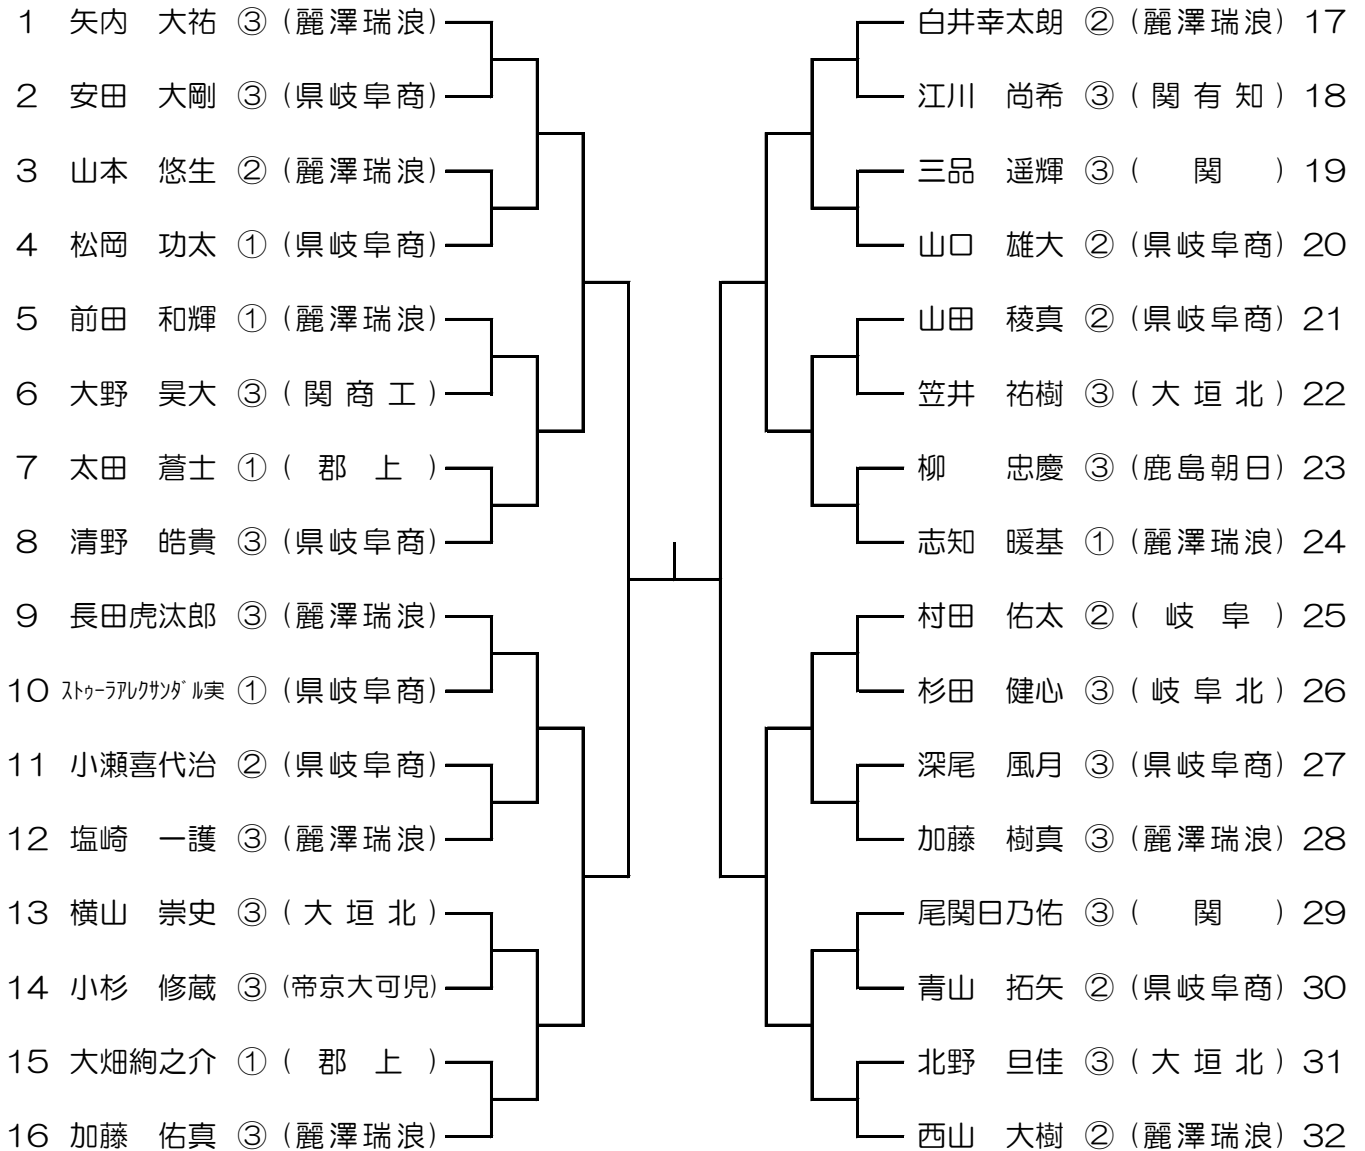 1 矢内 大祐 ③ (麗澤瑞浪)
2 安田 大剛 ③ (県岐阜商)
3 山本 悠生 ② (麗澤瑞浪)
4 松岡 功太 ① (県岐阜商)
5 前田 和輝 ① (麗澤瑞浪)
6 大野 昊大 ③ (関商工)
7 太田 蒼士 ① (郡上)
8 清野 皓貴 ③ (県岐阜商)
9 長田虎汰郎 ③ (麗澤瑞浪)
10 ストゥーラアレクサンダル実 ① (県岐阜商)
11 小瀬喜代治 ② (県岐阜商)
12 塩崎 一護 ③ (麗澤瑞浪)
13 横山 崇史 ③ (大垣北)
14 小杉 修蔵 ③ (帝京大可児)
15 大畑絢之介 ① (郡上)
16 加藤 佑真 ③ (麗澤瑞浪)
白井幸太朗 ② (麗澤瑞浪) 17
江川 尚希 ③ (関有知) 18
三品 遥輝 ③ (関) 19
山口 雄大 ② (県岐阜商) 20
山田 稜真 ② (県岐阜商) 21
笠井 祐樹 ③ (大垣北) 22
柳 忠慶 ③ (鹿島朝日) 23
志知 暖基 ① (麗澤瑞浪) 24
村田 佑太 ② (岐阜) 25
杉田 健心 ③ (岐阜北) 26
深尾 風月 ③ (県岐阜商) 27
加藤 樹真 ③ (麗澤瑞浪) 28
尾関日乃佑 ③ (関) 29
青山 拓矢 ② (県岐阜商) 30
北野 旦佳 ③ (大垣北) 31
西山 大樹 ② (麗澤瑞浪) 32